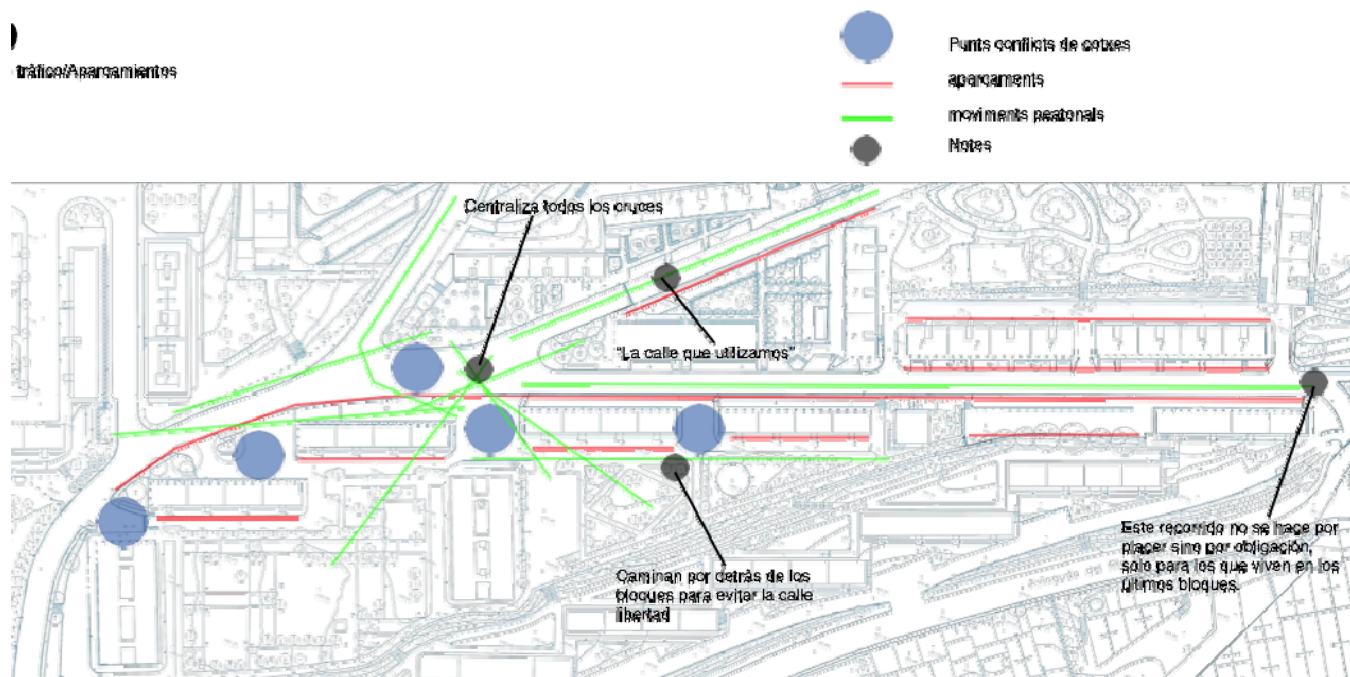 tráfico/Aparcamientos
Punts conflicts de cotxes
aparcaments
moviments peatonals
Notes
Centraliza todos los cruces
"La calle que utilizamos"
Caminan por detrás de los
bloques para evitar la calle
libertad
Este recorrido no se hace por
placer sino por obligación,
solo para los que viven en los
últimos bloques.